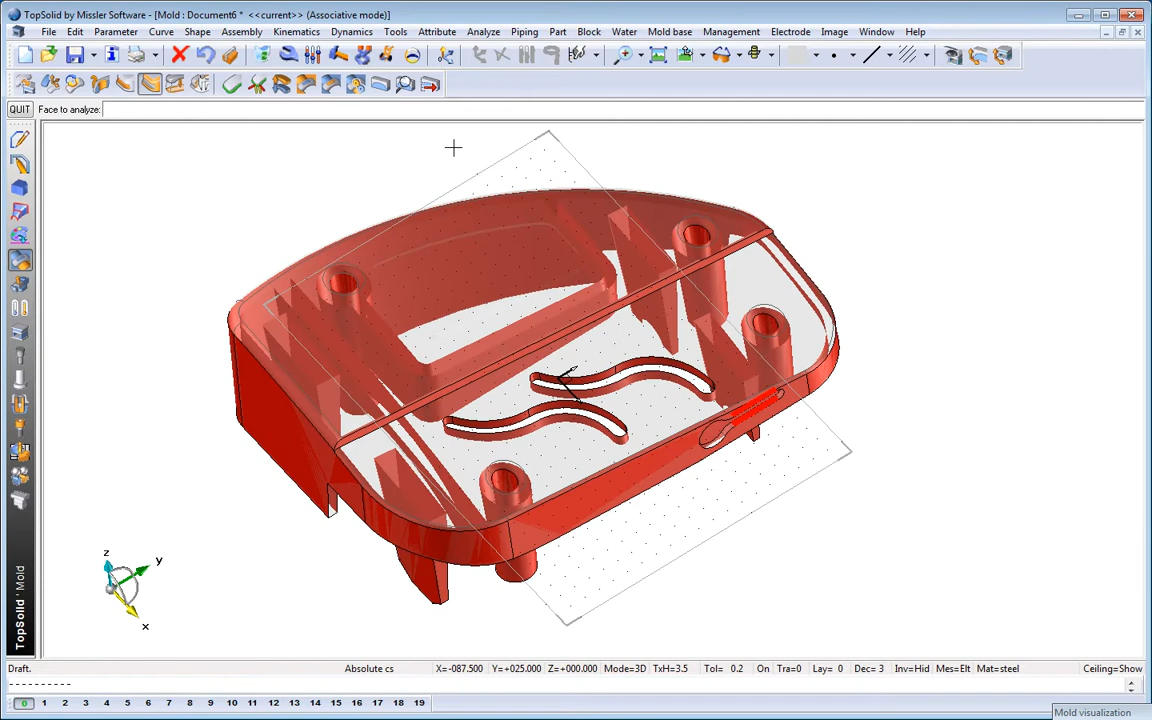 TopSolid by Missler Software - [Mold : Document6 *  <<current>> (Associative mode)]
File Edit Parameter Curve Shape Assembly Kinematics Dynamics Tools Attribute Analyze Piping Part Block Water Mold base Management Electrode Image Window Help
QUIT Face to analyze:
z
y
x
TopSolid'Mold
Draft. Absolute cs X=-087.500 Y=+025.000 Z=+000.000 Mode=3D TxH=3.5 Tol= 0.2 On Tra=0 Lay= 0 Dec= 3 Inv=Hid Mes=Elt Mat=steel Ceiling=Show
----------
0 1 2 3 4 5 6 7 8 9 10 11 12 13 14 15 16 17 18 19
Mold visualization